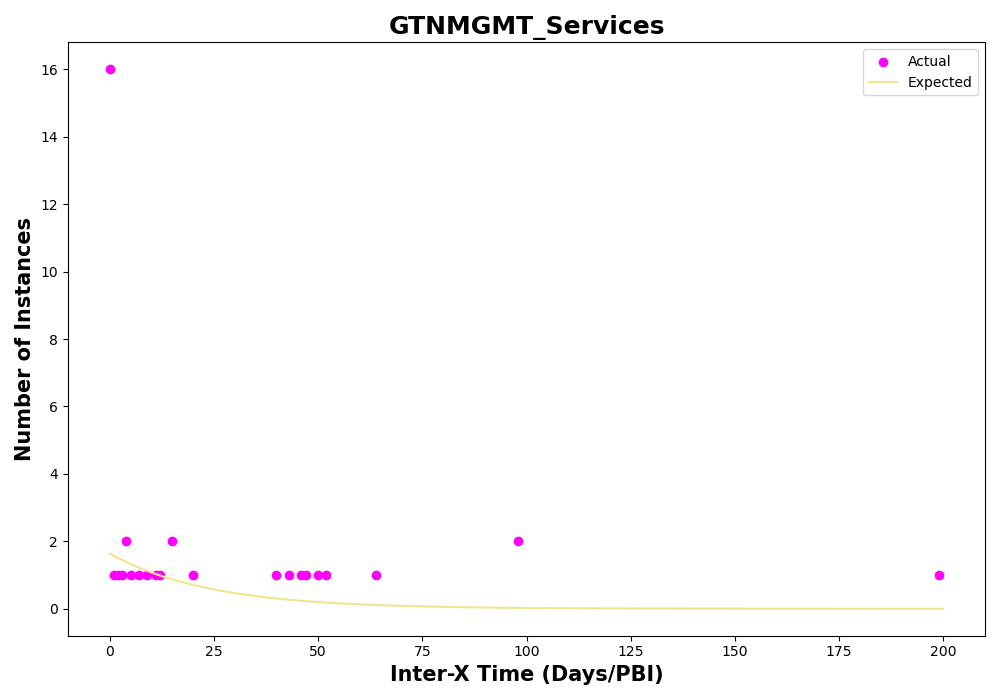 GTNMGMT_Services
Actual
Expected
16
14
12
10
8
6
4
2
0
Number of Instances
0 25 50 75 100 125 150 175 200
Inter-X Time (Days/PBI)